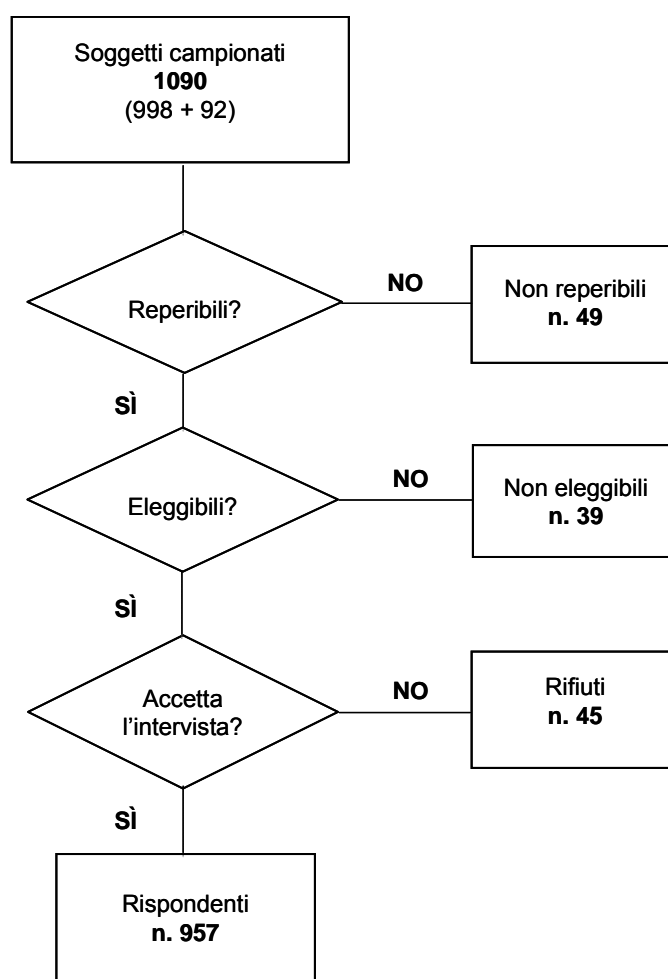 Soggetti campionati
1090
(998 + 92)
Reperibili?
NO
Non reperibili
n. 49
SÌ
Eleggibili?
NO
Non eleggibili
n. 39
SÌ
Accetta
l'intervista?
NO
Rifiuti
n. 45
SÌ
Rispondenti
n. 957